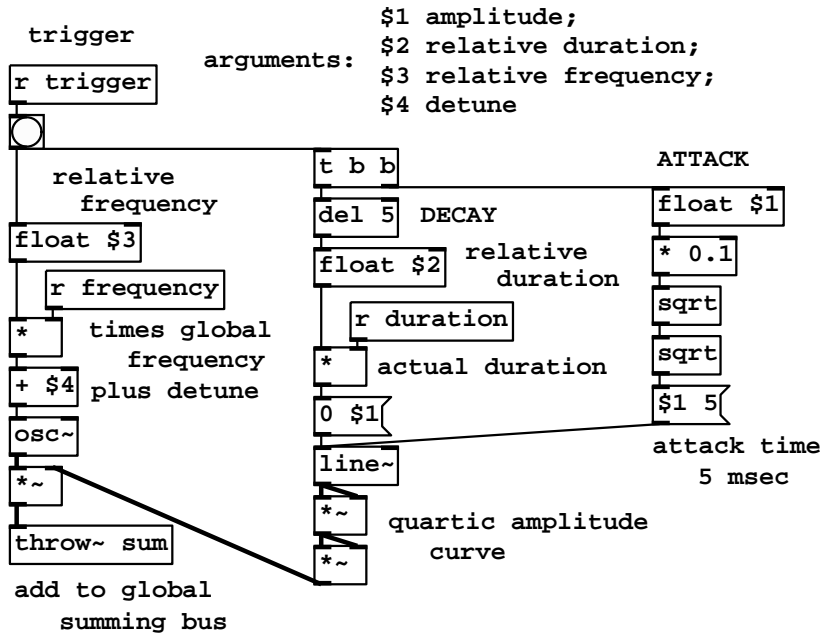 trigger
r trigger
arguments:
$1 amplitude;
$2 relative duration;
$3 relative frequency;
$4 detune
relative
frequency
float $3
r frequency
*
times global
frequency
+ $4
plus detune
osc~
*~
throw~ sum
add to global
summing bus
t b b
del 5
DECAY
float $2
relative
duration
r duration
*
actual duration
0 $1
line~
*~
*~
quartic amplitude
curve
ATTACK
float $1
* 0.1
sqrt
sqrt
$1 5
attack time
5 msec